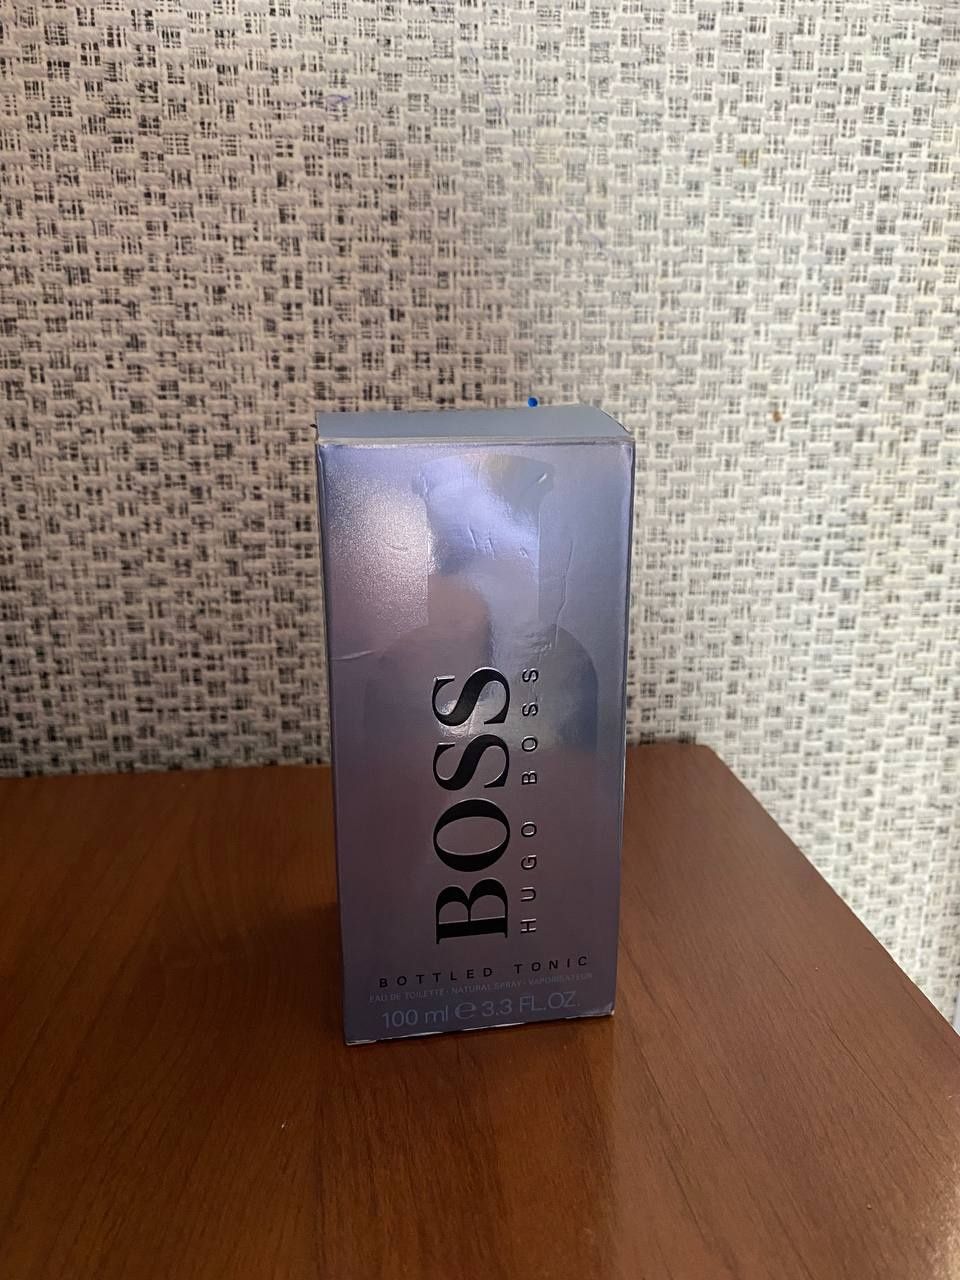 BOSS
HUGO BOSS
BOTTLED TONIC
EAU DE TOILETTE · NATURAL SPRAY · VAPORISATEUR
100 ml ℮ 3.3 FL.OZ.